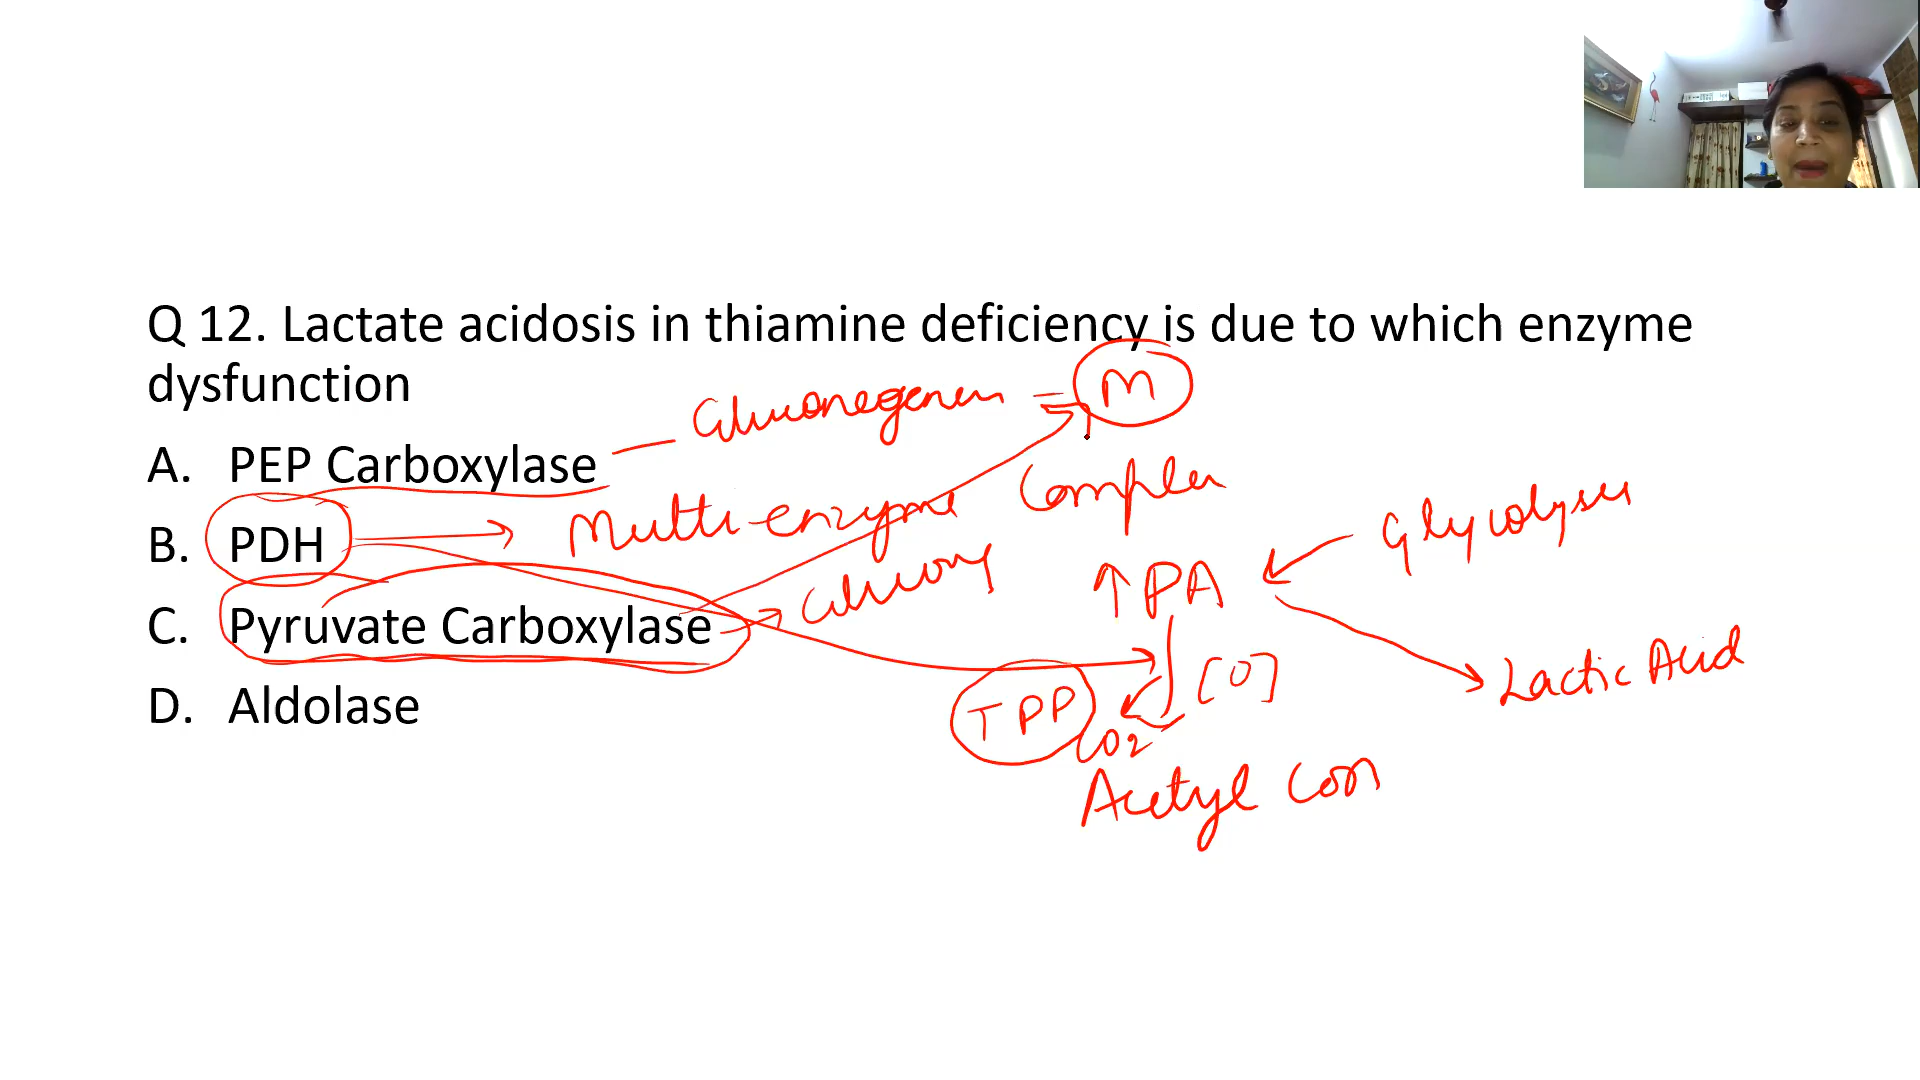 Q 12. Lactate acidosis in thiamine deficiency is due to which enzyme
dysfunction
Gluconegenen = M
A. PEP Carboxylase
Multi-enzyme Complex
B. PDH
Glycolysis
↑ PA
C. Pyruvate Carboxylase
[O]
Lactic Acid
D. Aldolase
TPP
CO2
Acetyl CoA